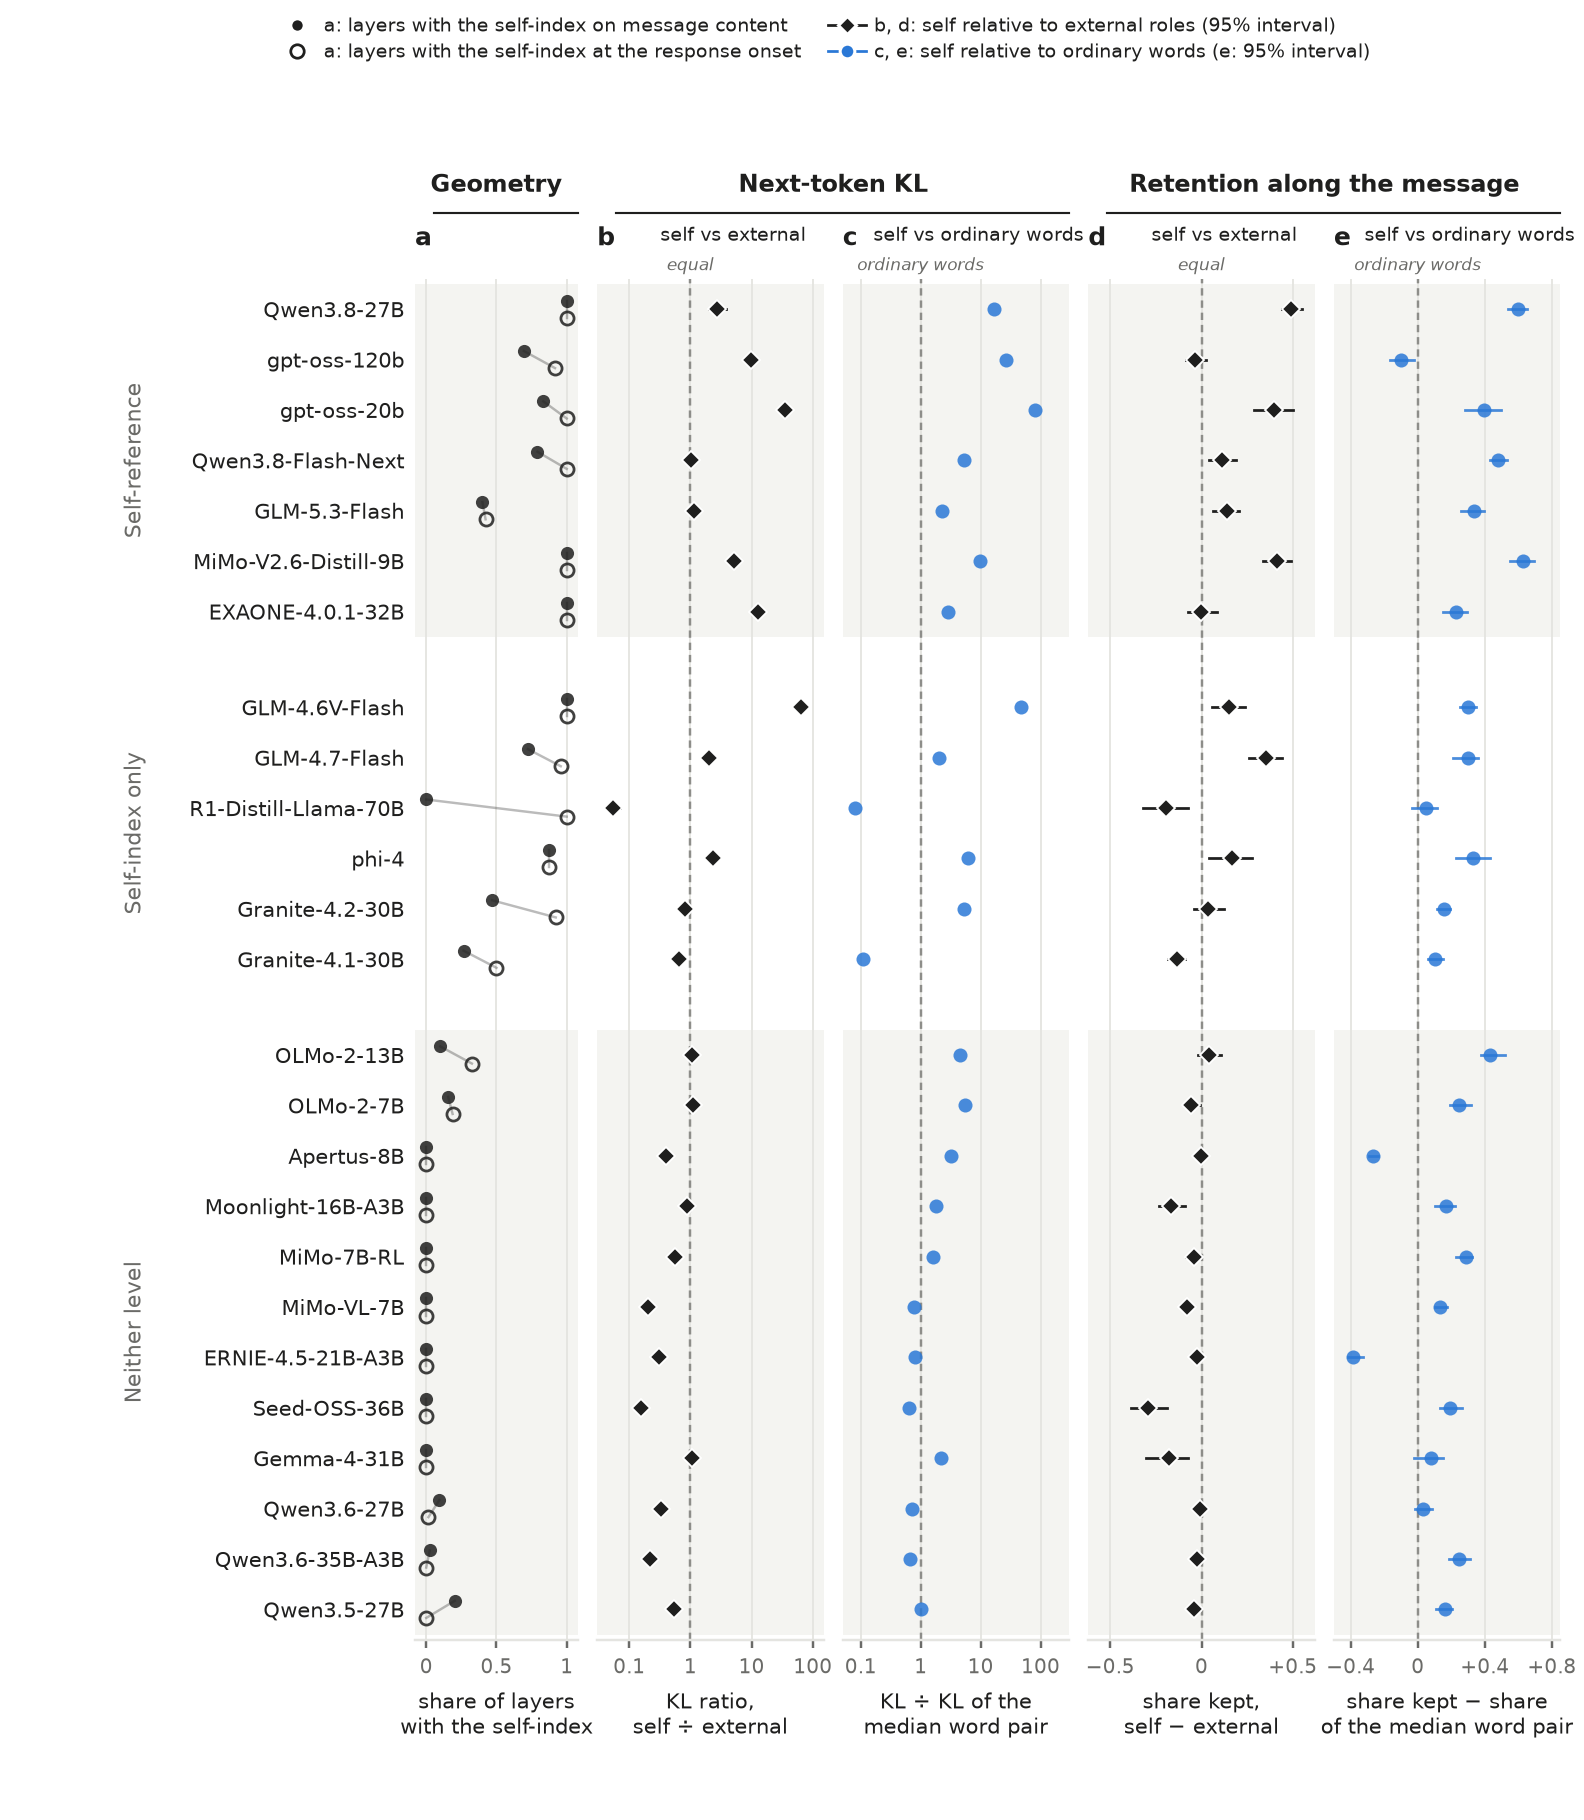 a: layers with the self-index on message content
a: layers with the self-index at the response onset
b, d: self relative to external roles (95% interval)
c, e: self relative to ordinary words (e: 95% interval)
Geometry
Next-token KL
Retention along the message
a
b self vs external
c self vs ordinary words
d self vs external
e self vs ordinary words
equal
ordinary words
equal
ordinary words
Self-reference
Qwen3.8-27B
gpt-oss-120b
gpt-oss-20b
Qwen3.8-Flash-Next
GLM-5.3-Flash
MiMo-V2.6-Distill-9B
EXAONE-4.0.1-32B
Self-index only
GLM-4.6V-Flash
GLM-4.7-Flash
R1-Distill-Llama-70B
phi-4
Granite-4.2-30B
Granite-4.1-30B
Neither level
OLMo-2-13B
OLMo-2-7B
Apertus-8B
Moonlight-16B-A3B
MiMo-7B-RL
MiMo-VL-7B
ERNIE-4.5-21B-A3B
Seed-OSS-36B
Gemma-4-31B
Qwen3.6-27B
Qwen3.6-35B-A3B
Qwen3.5-27B
0 0.5 1
0.1 1 10 100
0.1 1 10 100
−0.5 0 +0.5
−0.4 0 +0.4 +0.8
share of layers
with the self-index
KL ratio,
self ÷ external
KL ÷ KL of the
median word pair
share kept,
self − external
share kept − share
of the median word pair